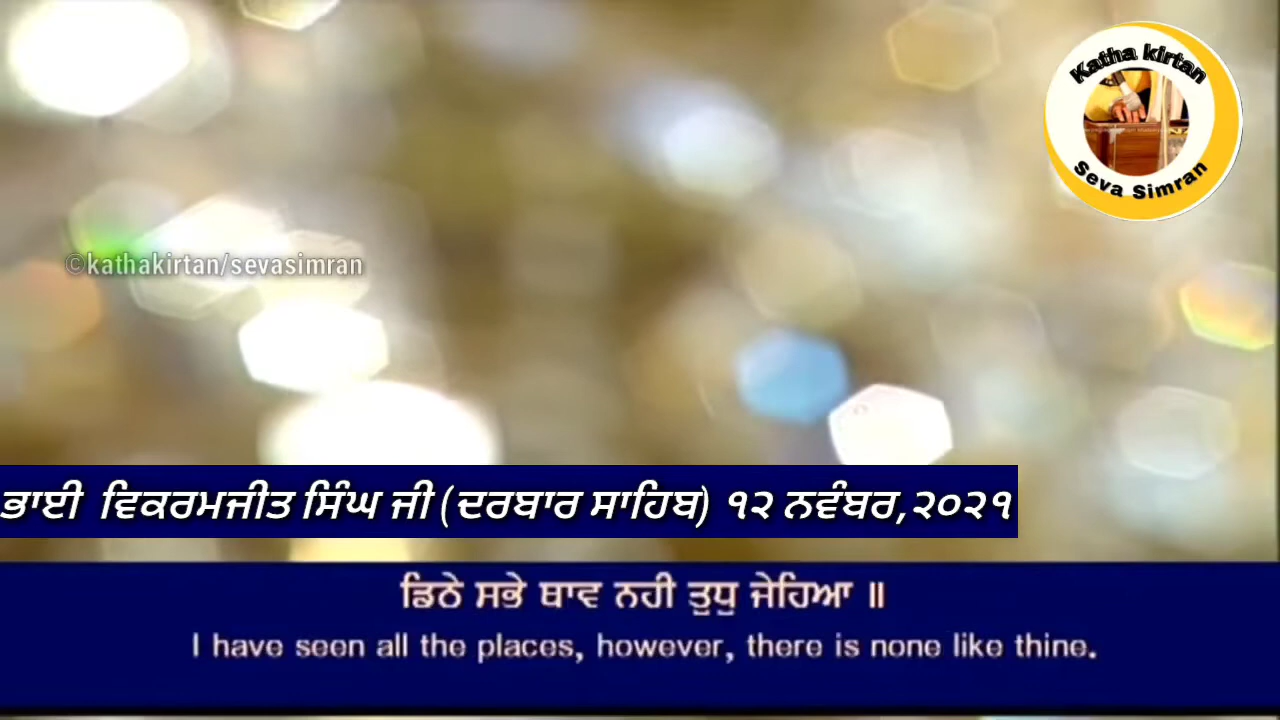 Katha kirtan
Seva Simran
©kathakirtan/sevasimran
ਭਾਈ ਵਿਕਰਮਜੀਤ ਸਿੰਘ ਜੀ (ਦਰਬਾਰ ਸਾਹਿਬ) ੧੨ ਨਵੰਬਰ,੨੦੨੧
ਡਿਠੇ ਸਭੇ ਥਾਵ ਨਹੀ ਤੁਧੁ ਜੇਹਿਆ ॥
I have seen all the places, however, there is none like thine.